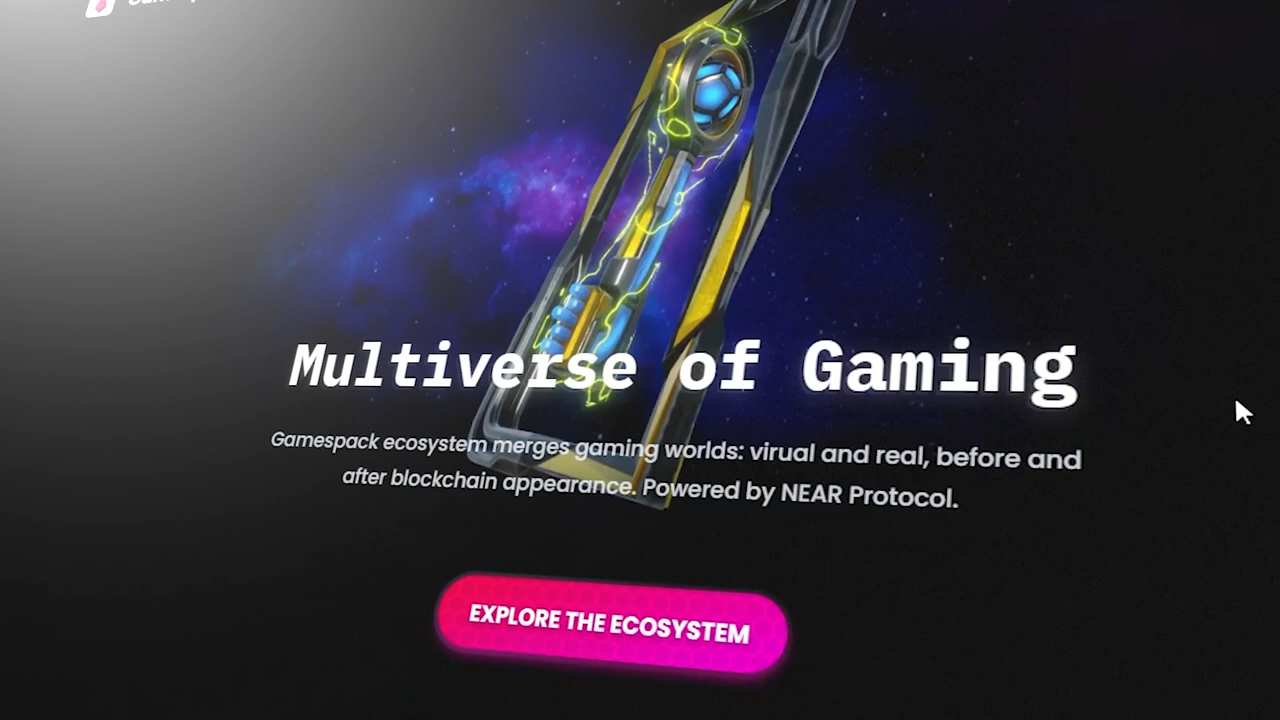 Multiverse of Gaming
Gamespack ecosystem merges gaming worlds: virual and real, before and
after blockchain appearance. Powered by NEAR Protocol.
EXPLORE THE ECOSYSTEM